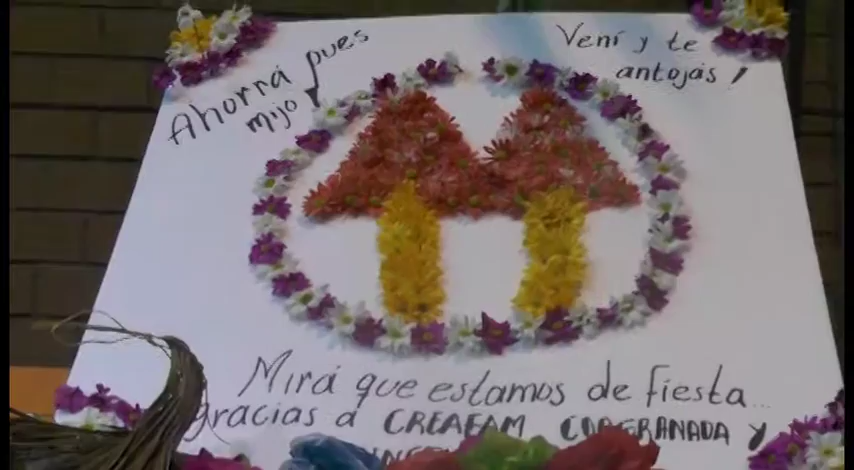 Ahorrá pues
mijo
Vení y te
antojás!
Mirá que estamos de fiesta...
gracias a CREAFAM COOGRANADA y